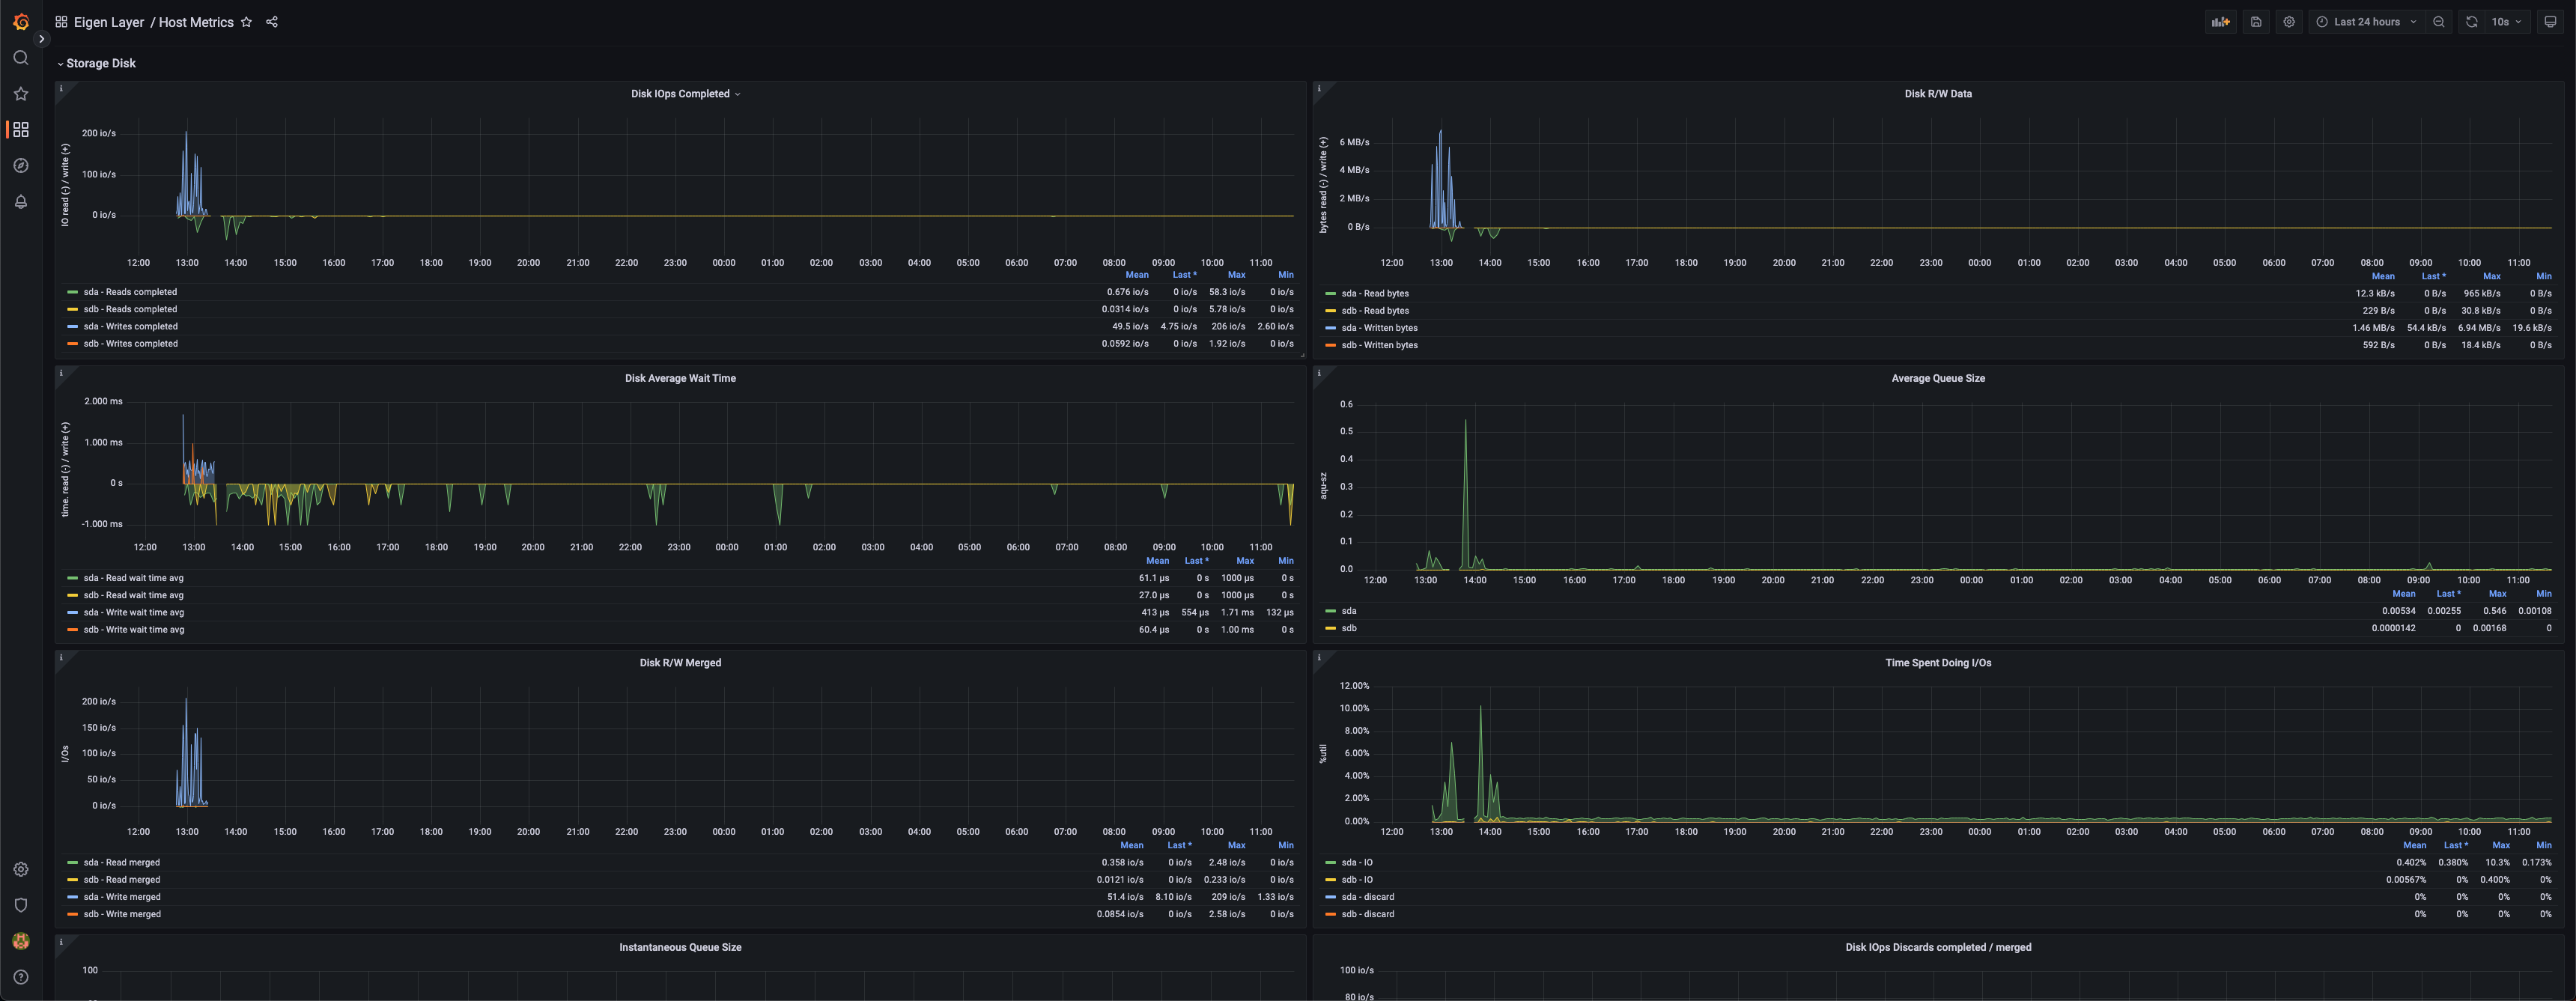 Eigen Layer / Host Metrics
Last 24 hours
10s
Storage Disk
Disk IOps Completed
IO read (-) / write (+)
200 io/s
100 io/s
0 io/s
12:00 13:00 14:00 15:00 16:00 17:00 18:00 19:00 20:00 21:00 22:00 23:00 00:00 01:00 02:00 03:00 04:00 05:00 06:00 07:00 08:00 09:00 10:00 11:00
Mean Last * Max Min
sda - Reads completed 0.676 io/s 0 io/s 58.3 io/s 0 io/s
sdb - Reads completed 0.0314 io/s 0 io/s 5.78 io/s 0 io/s
sda - Writes completed 49.5 io/s 4.75 io/s 206 io/s 2.60 io/s
sdb - Writes completed 0.0592 io/s 0 io/s 1.92 io/s 0 io/s
Disk R/W Data
bytes read (-) / write (+)
6 MB/s
4 MB/s
2 MB/s
0 B/s
12:00 13:00 14:00 15:00 16:00 17:00 18:00 19:00 20:00 21:00 22:00 23:00 00:00 01:00 02:00 03:00 04:00 05:00 06:00 07:00 08:00 09:00 10:00 11:00
Mean Last * Max Min
sda - Read bytes 12.3 kB/s 0 B/s 965 kB/s 0 B/s
sdb - Read bytes 229 B/s 0 B/s 30.8 kB/s 0 B/s
sda - Written bytes 1.46 MB/s 54.4 kB/s 6.94 MB/s 19.6 kB/s
sdb - Written bytes 592 B/s 0 B/s 18.4 kB/s 0 B/s
Disk Average Wait Time
time. read (-) / write (+)
2.000 ms
1.000 ms
0 s
-1.000 ms
12:00 13:00 14:00 15:00 16:00 17:00 18:00 19:00 20:00 21:00 22:00 23:00 00:00 01:00 02:00 03:00 04:00 05:00 06:00 07:00 08:00 09:00 10:00 11:00
Mean Last * Max Min
sda - Read wait time avg 61.1 µs 0 s 1000 µs 0 s
sdb - Read wait time avg 27.0 µs 0 s 1000 µs 0 s
sda - Write wait time avg 413 µs 554 µs 1.71 ms 132 µs
sdb - Write wait time avg 60.4 µs 0 s 1.00 ms 0 s
Average Queue Size
aqu-sz
0.6
0.5
0.4
0.3
0.2
0.1
0.0
12:00 13:00 14:00 15:00 16:00 17:00 18:00 19:00 20:00 21:00 22:00 23:00 00:00 01:00 02:00 03:00 04:00 05:00 06:00 07:00 08:00 09:00 10:00 11:00
Mean Last * Max Min
sda 0.00534 0.00255 0.546 0.00108
sdb 0.0000142 0 0.00168 0
Disk R/W Merged
I/Os
200 io/s
150 io/s
100 io/s
50 io/s
0 io/s
12:00 13:00 14:00 15:00 16:00 17:00 18:00 19:00 20:00 21:00 22:00 23:00 00:00 01:00 02:00 03:00 04:00 05:00 06:00 07:00 08:00 09:00 10:00 11:00
Mean Last * Max Min
sda - Read merged 0.358 io/s 0 io/s 2.48 io/s 0 io/s
sdb - Read merged 0.0121 io/s 0 io/s 0.233 io/s 0 io/s
sda - Write merged 51.4 io/s 8.10 io/s 209 io/s 1.33 io/s
sdb - Write merged 0.0854 io/s 0 io/s 2.58 io/s 0 io/s
Time Spent Doing I/Os
%util
12.00%
10.00%
8.00%
6.00%
4.00%
2.00%
0.00%
12:00 13:00 14:00 15:00 16:00 17:00 18:00 19:00 20:00 21:00 22:00 23:00 00:00 01:00 02:00 03:00 04:00 05:00 06:00 07:00 08:00 09:00 10:00 11:00
Mean Last * Max Min
sda - IO 0.402% 0.380% 10.3% 0.173%
sdb - IO 0.00567% 0% 0.400% 0%
sda - discard 0% 0% 0% 0%
sdb - discard 0% 0% 0% 0%
Instantaneous Queue Size
100
Disk IOps Discards completed / merged
100 io/s
80 io/s